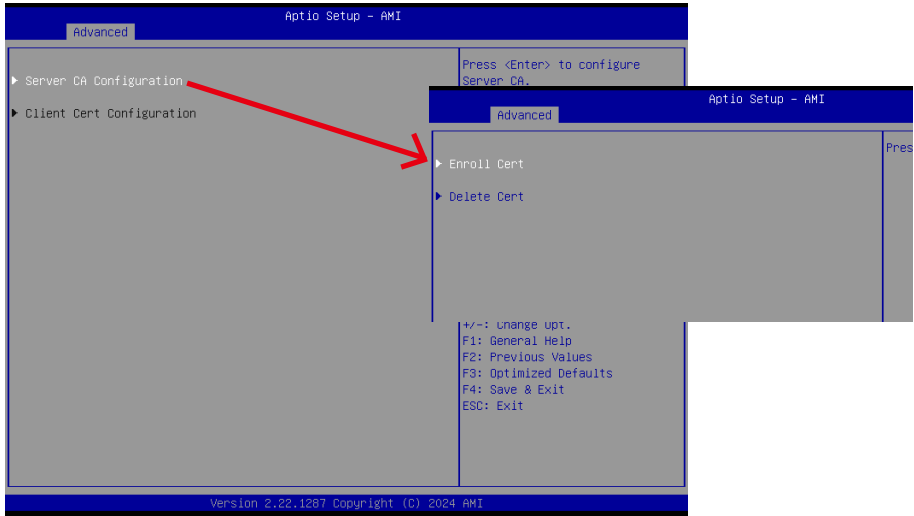 Aptio Setup – AMI
Advanced
Server CA Configuration
Client Cert Configuration
Press <Enter> to configure
Server CA.
Aptio Setup – AMI
Advanced
Enroll Cert
Delete Cert
Pres
+/-: Change Opt.
F1: General Help
F2: Previous Values
F3: Optimized Defaults
F4: Save & Exit
ESC: Exit
Version 2.22.1287 Copyright (C) 2024 AMI